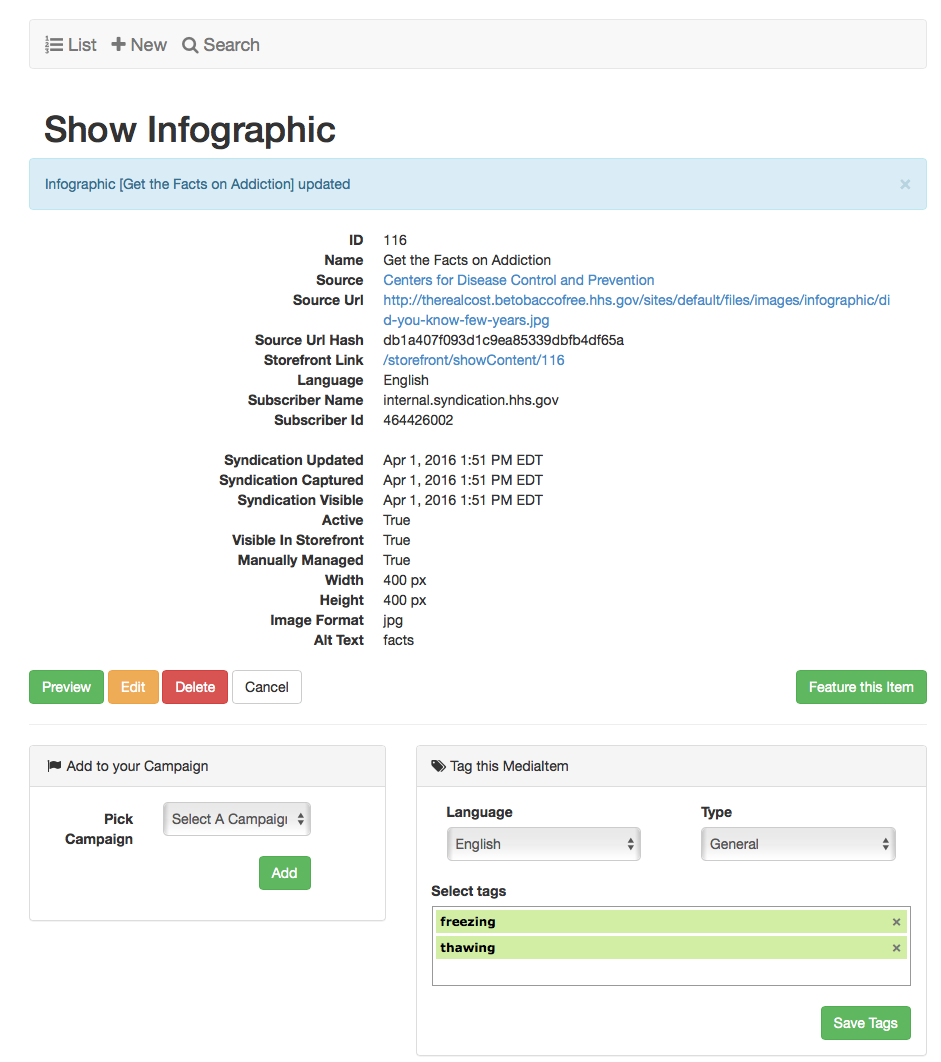 List New Search
Show Infographic
Infographic [Get the Facts on Addiction] updated ×
ID 116
Name Get the Facts on Addiction
Source Centers for Disease Control and Prevention
Source Url http://therealcost.betobaccofree.hhs.gov/sites/default/files/images/infographic/di
d-you-know-few-years.jpg
Source Url Hash db1a407f093d1c9ea85339dbfb4df65a
Storefront Link /storefront/showContent/116
Language English
Subscriber Name internal.syndication.hhs.gov
Subscriber Id 464426002
Syndication Updated Apr 1, 2016 1:51 PM EDT
Syndication Captured Apr 1, 2016 1:51 PM EDT
Syndication Visible Apr 1, 2016 1:51 PM EDT
Active True
Visible In Storefront True
Manually Managed True
Width 400 px
Height 400 px
Image Format jpg
Alt Text facts
Preview Edit Delete Cancel Feature this Item
Add to your Campaign
Pick Select A Campaign
Campaign
Add
Tag this MediaItem
Language Type
English General
Select tags
freezing ×
thawing ×
Save Tags